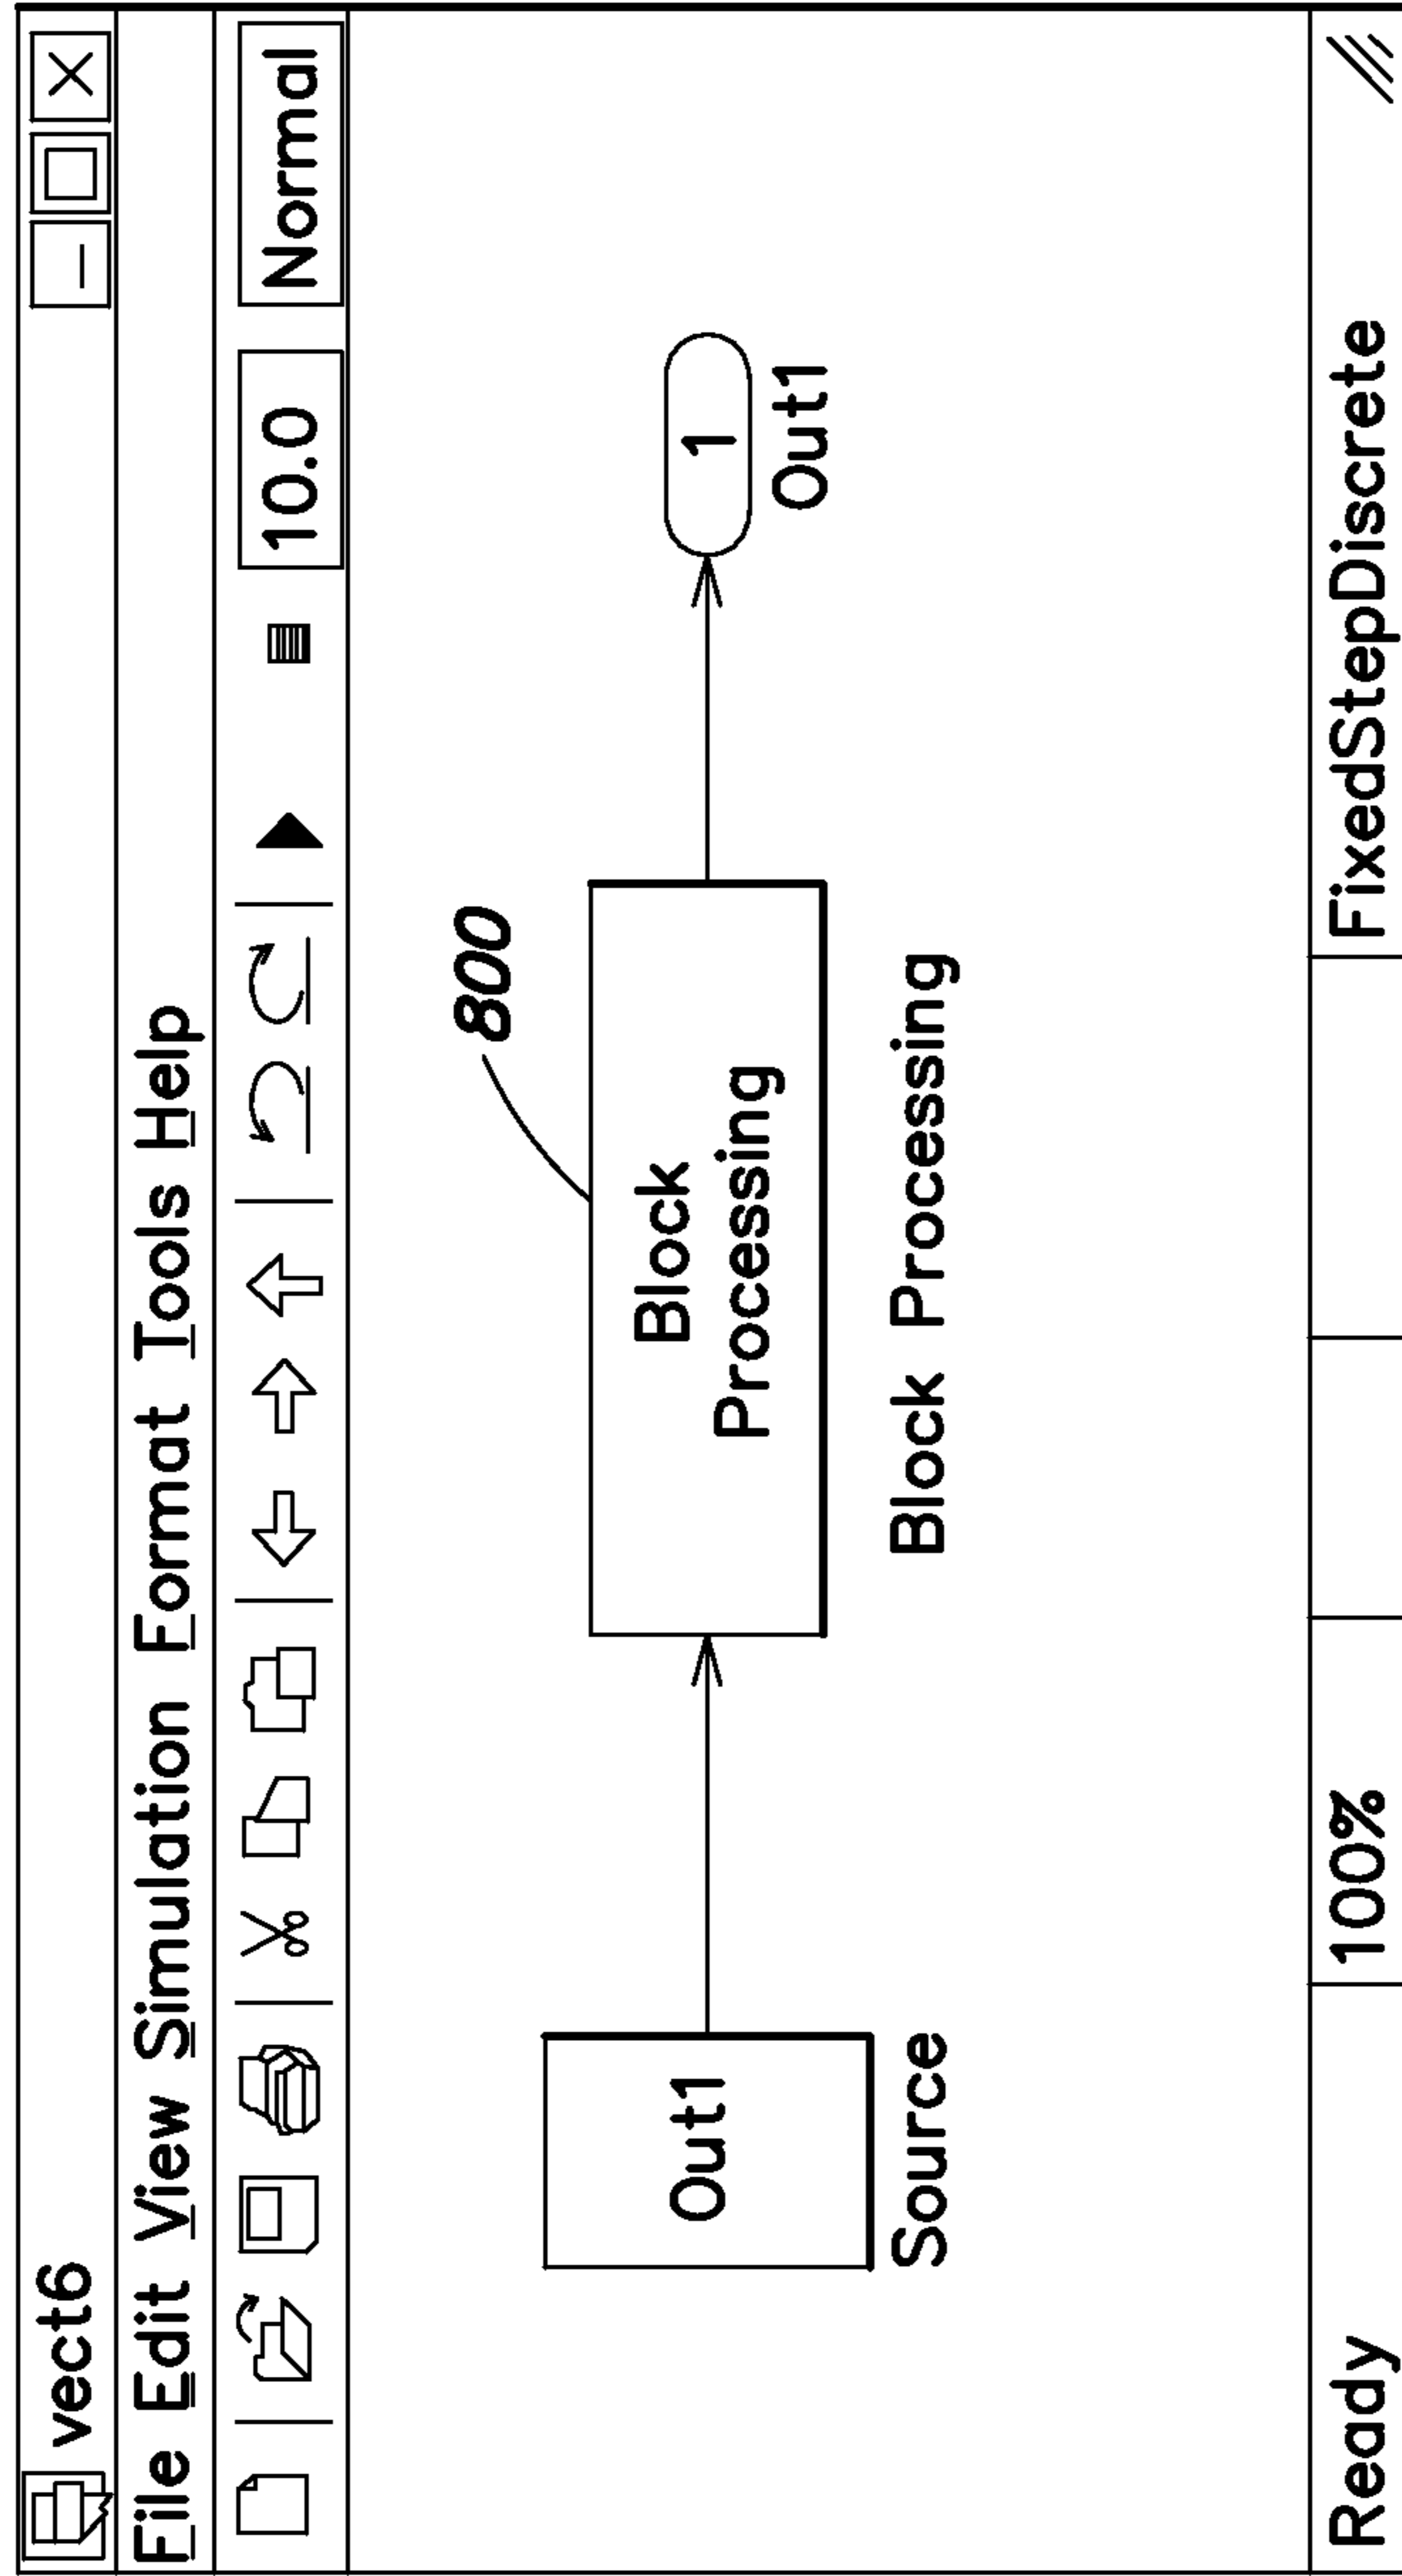 vect6
File Edit View Simulation Format Tools Help
10.0 Normal
800
Out1
Block
Processing
1
Source
Block Processing
Out1
Ready 100% FixedStepDiscrete